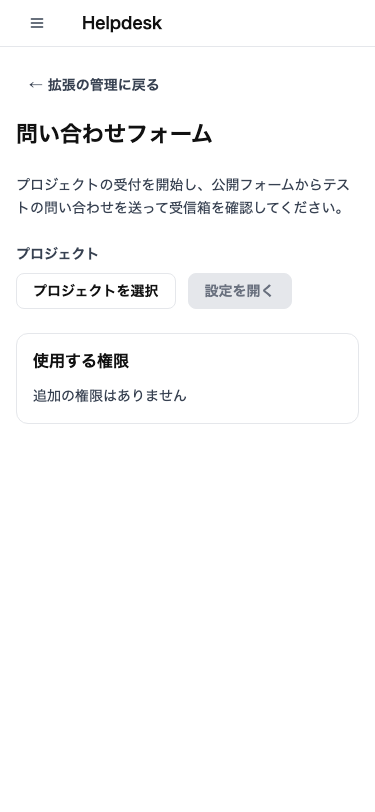 Helpdesk
← 拡張の管理に戻る
問い合わせフォーム
プロジェクトの受付を開始し、公開フォームからテス
トの問い合わせを送って受信箱を確認してください。
プロジェクト
プロジェクトを選択
設定を開く
使用する権限
追加の権限はありません